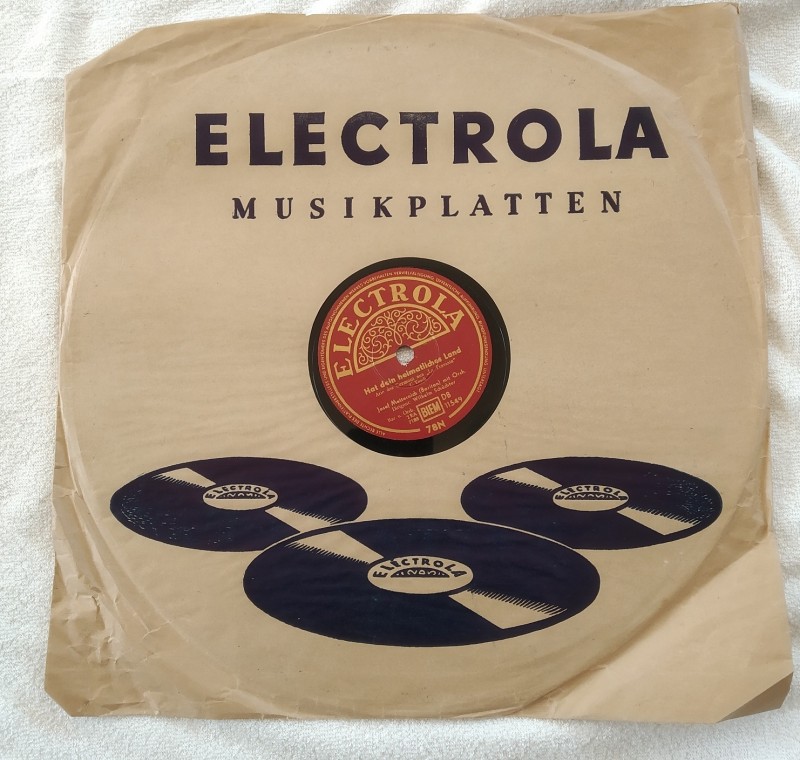 ELECTROLA
MUSIKPLATTEN
ELECTROLA
Hat dein heimatliches Land
Josef Metternich (Bariton) mit Orch.
Dirigent: Wilhelm Schüchter
BIEM
DB
11549
78N
ELECTROLA
ELECTROLA
ELECTROLA